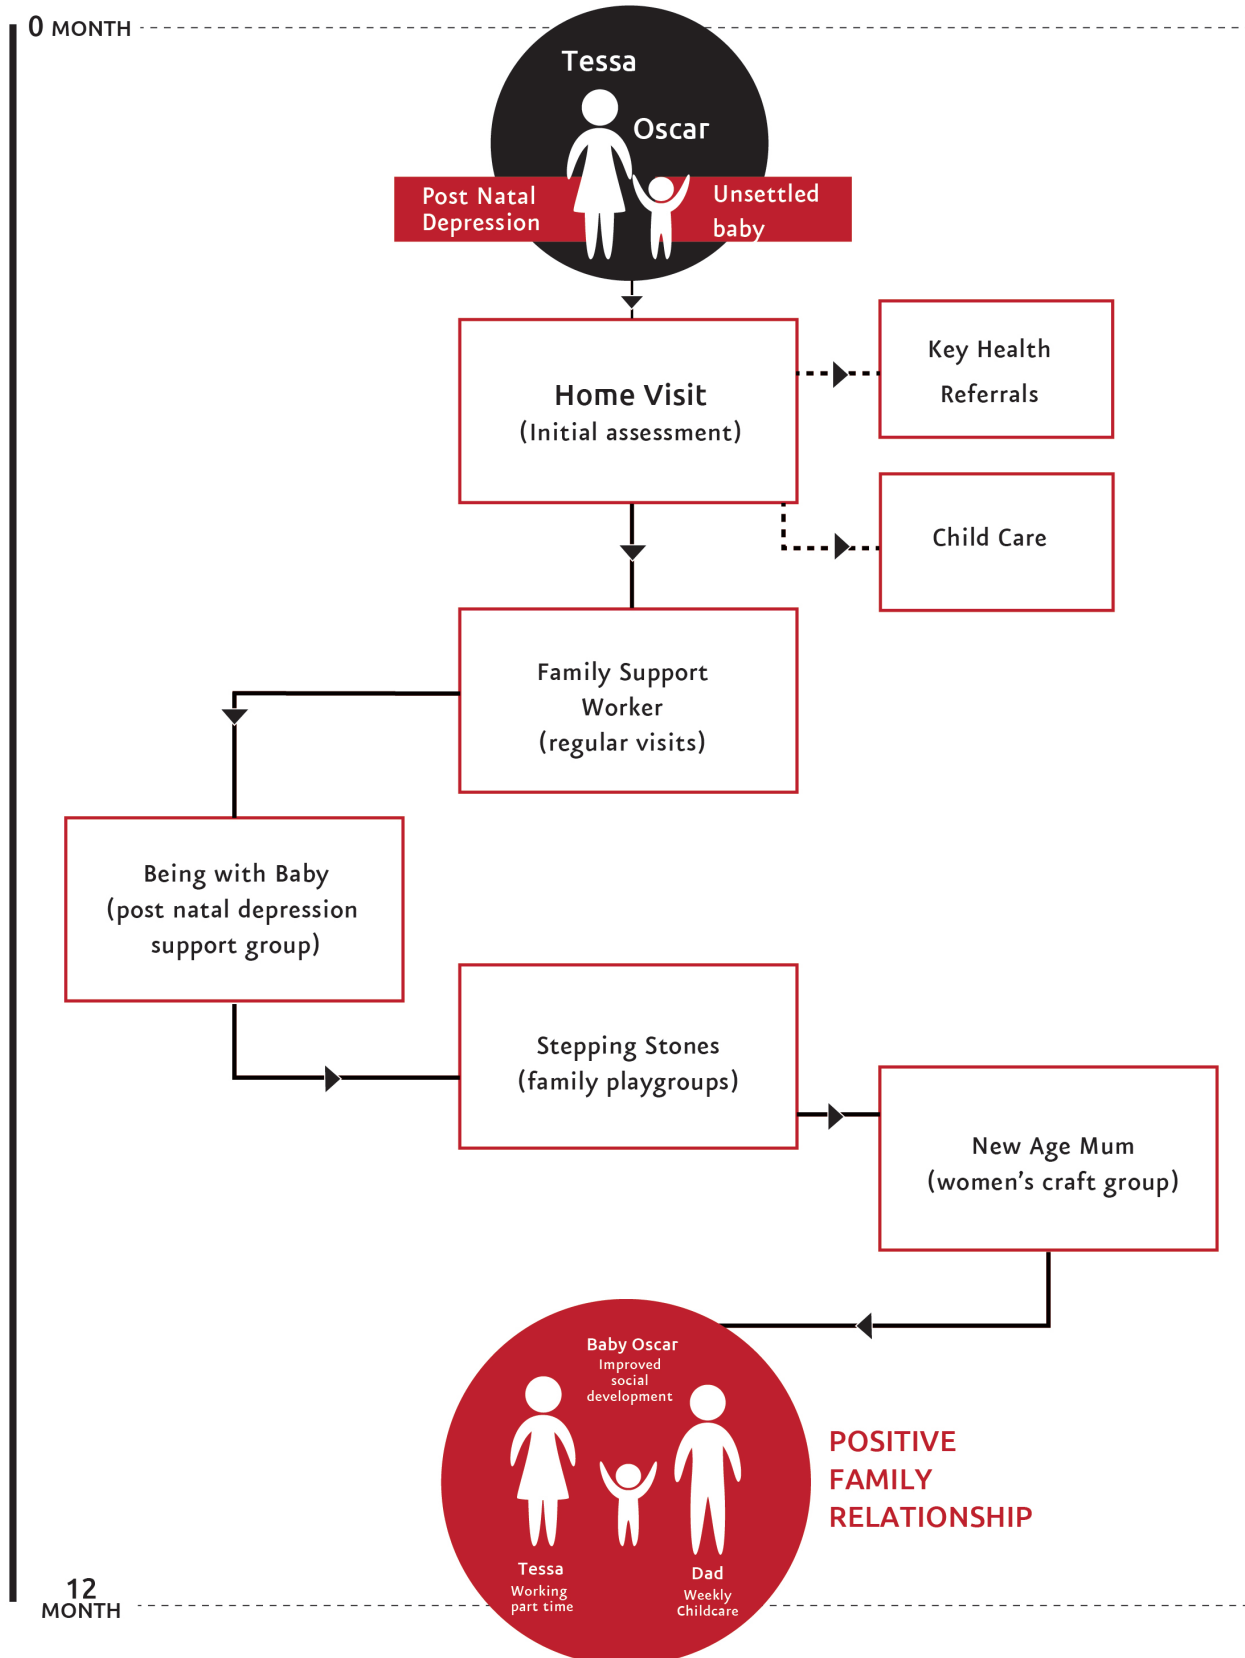 0 MONTH
Tessa
Oscar
Post Natal
Depression
Unsettled
baby
Home Visit
(Initial assessment)
Key Health
Referrals
Child Care
Family Support
Worker
(regular visits)
Being with Baby
(post natal depression
support group)
Stepping Stones
(family playgroups)
New Age Mum
(women’s craft group)
Baby Oscar
Improved
social
development
POSITIVE
FAMILY
RELATIONSHIP
Tessa
Working
part time
Dad
Weekly
Childcare
12
MONTH